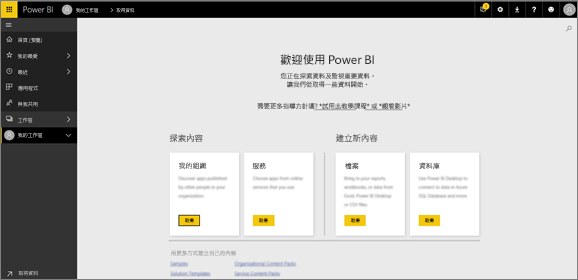 Power BI
我的工作區 > 取得資料
首頁 (預覽)
我的最愛
最近
應用程式
與我共用
工作區
我的工作區
取得資料
歡迎使用 Power BI
您正在探索資料及監視重要資料。
讓我們從取得一些資料開始。
需要更多指導方針嗎? *試用此教學課程* 或 *觀看影片*
探索內容
建立新內容
我的組織
Discover apps published
by other people in your
organization.
取得
服務
Choose apps from online
services that you use.
取得
檔案
Bring in your reports,
workbooks, or data from
Excel, Power BI Desktop
or CSV files.
取得
資料庫
Use Power BI Desktop to
connect to data in Azure
SQL Database and more.
取得
用更多方式建立自己的內容
Samples
Organizational Content Packs
Solution Templates
Service Content Packs